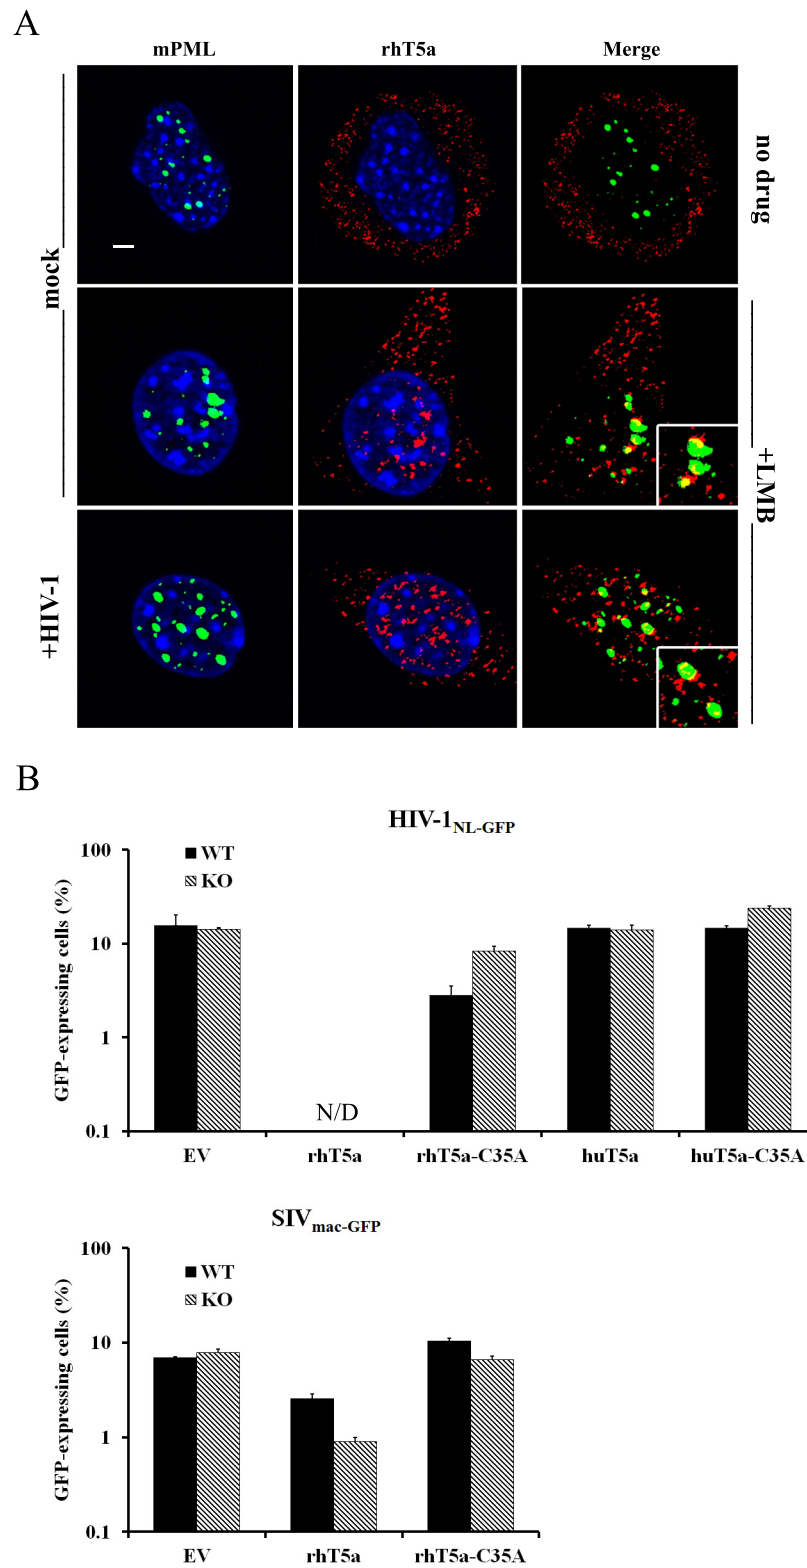 A
mPML rhT5a Merge
mock
no drug
+HIV-1
+LMB
B
HIV-1NL-GFP
GFP-expressing cells (%)
100
10
1
0.1
WT
KO
N/D
EV rhT5a rhT5a-C35A huT5a huT5a-C35A
SIVmac-GFP
GFP-expressing cells (%)
100
10
1
0.1
WT
KO
EV rhT5a rhT5a-C35A